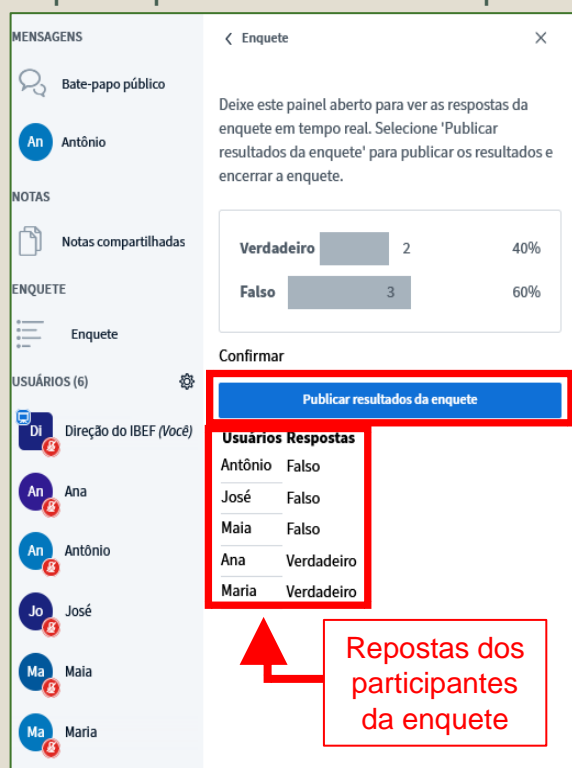 MENSAGENS
Bate-papo público
An
Antônio
NOTAS
Notas compartilhadas
ENQUETE
Enquete
USUÁRIOS (6)
Di
Direção do IBEF (Você)
An
Ana
An
Antônio
Jo
José
Ma
Maia
Ma
Maria
Enquete
Deixe este painel aberto para ver as respostas da
enquete em tempo real. Selecione 'Publicar
resultados da enquete' para publicar os resultados e
encerrar a enquete.
Verdadeiro 2 40%
Falso 3 60%
Confirmar
Publicar resultados da enquete
Usuários Respostas
Antônio Falso
José Falso
Maia Falso
Ana Verdadeiro
Maria Verdadeiro
Repostas dos
participantes
da enquete